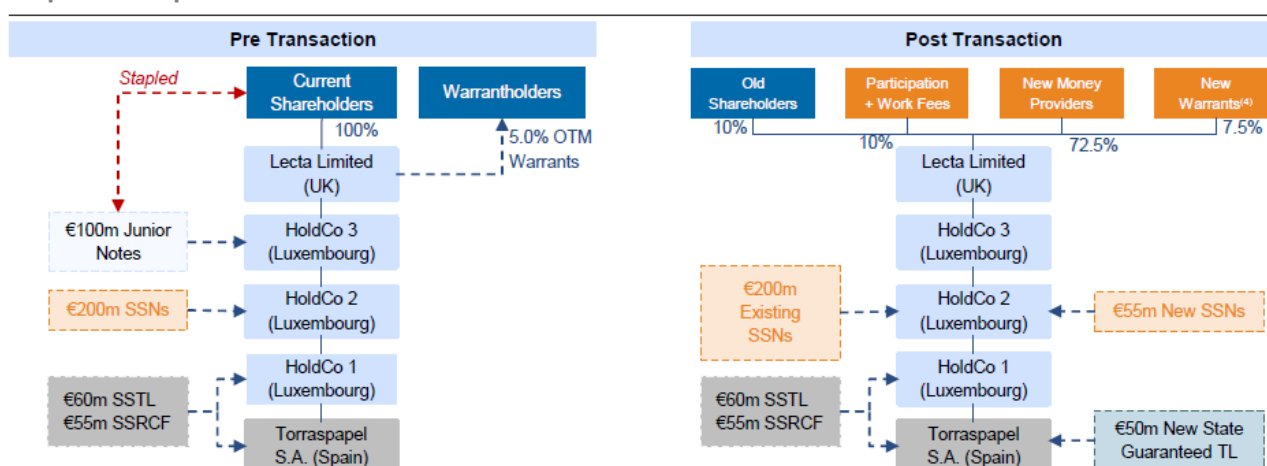 Pre Transaction
Stapled
Current
Shareholders
Warrantholders
100%
5.0% OTM
Warrants
Lecta Limited
(UK)
€100m Junior
Notes
HoldCo 3
(Luxembourg)
€200m SSNs
HoldCo 2
(Luxembourg)
€60m SSTL
€55m SSRCF
HoldCo 1
(Luxembourg)
Torraspapel
S.A. (Spain)
Post Transaction
Old
Shareholders
Participation
+ Work Fees
New Money
Providers
New
Warrants(4)
10%
10%
72.5%
7.5%
Lecta Limited
(UK)
HoldCo 3
(Luxembourg)
€200m
Existing
SSNs
HoldCo 2
(Luxembourg)
€55m New SSNs
€60m SSTL
€55m SSRCF
HoldCo 1
(Luxembourg)
Torraspapel
S.A. (Spain)
€50m New State
Guaranteed TL